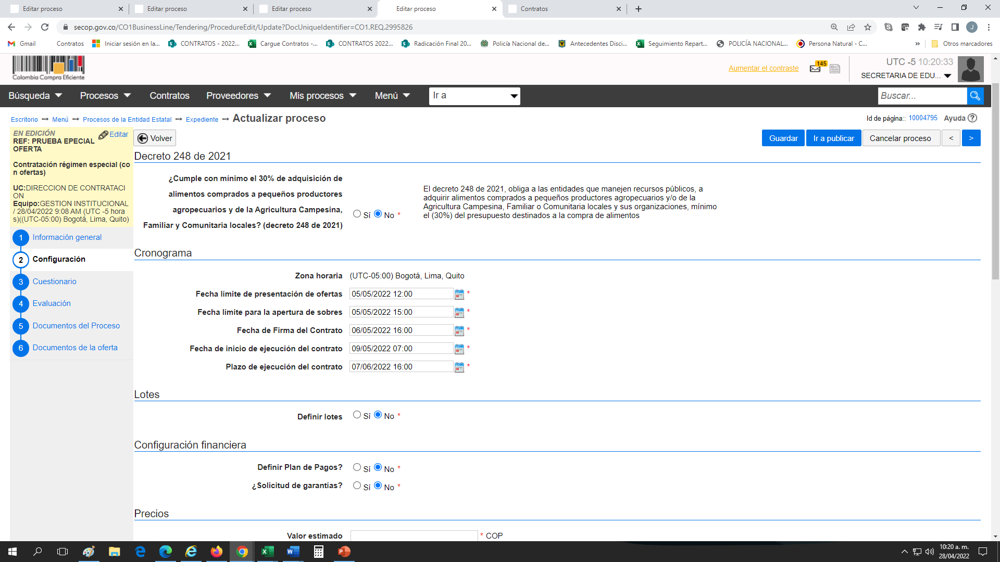 Editar proceso
Editar proceso
Editar proceso
Editar proceso
Contratos
secop.gov.co/CO1BusinessLine/Tendering/ProcedureEdit/Update?DocUniqueIdentifier=CO1.REQ.2995826
J
Gmail
Contratos
Iniciar sesión en la...
CONTRATOS - 2022...
Cargue Contratos -...
CONTRATOS 2022...
Radicación Final 20...
Policía Nacional de...
Antecedentes Disci...
Seguimiento Repart...
POLICÍA NACIONAL...
Persona Natural - C...
»
Otros marcadores
Colombia Compra Eficiente
Aumentar el contraste
145
UTC -5 10:20:33
SECRETARIA DE EDU...
Búsqueda
Procesos
Contratos
Proveedores
Mis procesos
Menú
Ir a
Buscar...
Escritorio → Menú → Procesos de la Entidad Estatal → Expediente → Actualizar proceso
Id de página:: 10004795 Ayuda ?
EN EDICIÓN
Editar
REF: PRUEBA EPECIAL
OFERTA
Contratación régimen especial (co
n ofertas)
UC:DIRECCION DE CONTRATACI
ON
Equipo:GESTION INSTITUCIONAL
/ 28/04/2022 9:08 AM (UTC -5 hora
s)((UTC-05:00) Bogotá, Lima, Quito)
1 Información general
2 Configuración
3 Cuestionario
4 Evaluación
5 Documentos del Proceso
6 Documentos de la oferta
Volver
Guardar
Ir a publicar
Cancelar proceso
<
>
Decreto 248 de 2021
¿Cumple con mínimo el 30% de adquisición de
alimentos comprados a pequeños productores
agropecuarios y de la Agricultura Campesina,
Familiar y Comunitaria locales? (decreto 248 de 2021)
Sí No *
El decreto 248 de 2021, obliga a las entidades que manejen recursos públicos, a
adquirir alimentos comprados a pequeños productores agropecuarios y/o de la
Agricultura Campesina, Familiar o Comunitaria locales y sus organizaciones, mínimo
el (30%) del presupuesto destinados a la compra de alimentos
Cronograma
Zona horaria (UTC-05:00) Bogotá, Lima, Quito
Fecha límite de presentación de ofertas 05/05/2022 12:00 *
Fecha límite para la apertura de sobres 05/05/2022 15:00 *
Fecha de Firma del Contrato 06/05/2022 16:00 *
Fecha de inicio de ejecución del contrato 09/05/2022 07:00 *
Plazo de ejecución del contrato 07/06/2022 16:00 *
Lotes
Definir lotes Sí No *
Configuración financiera
Definir Plan de Pagos? Sí No *
¿Solicitud de garantías? Sí No *
Precios
Valor estimado * COP
10:20 a. m.
28/04/2022